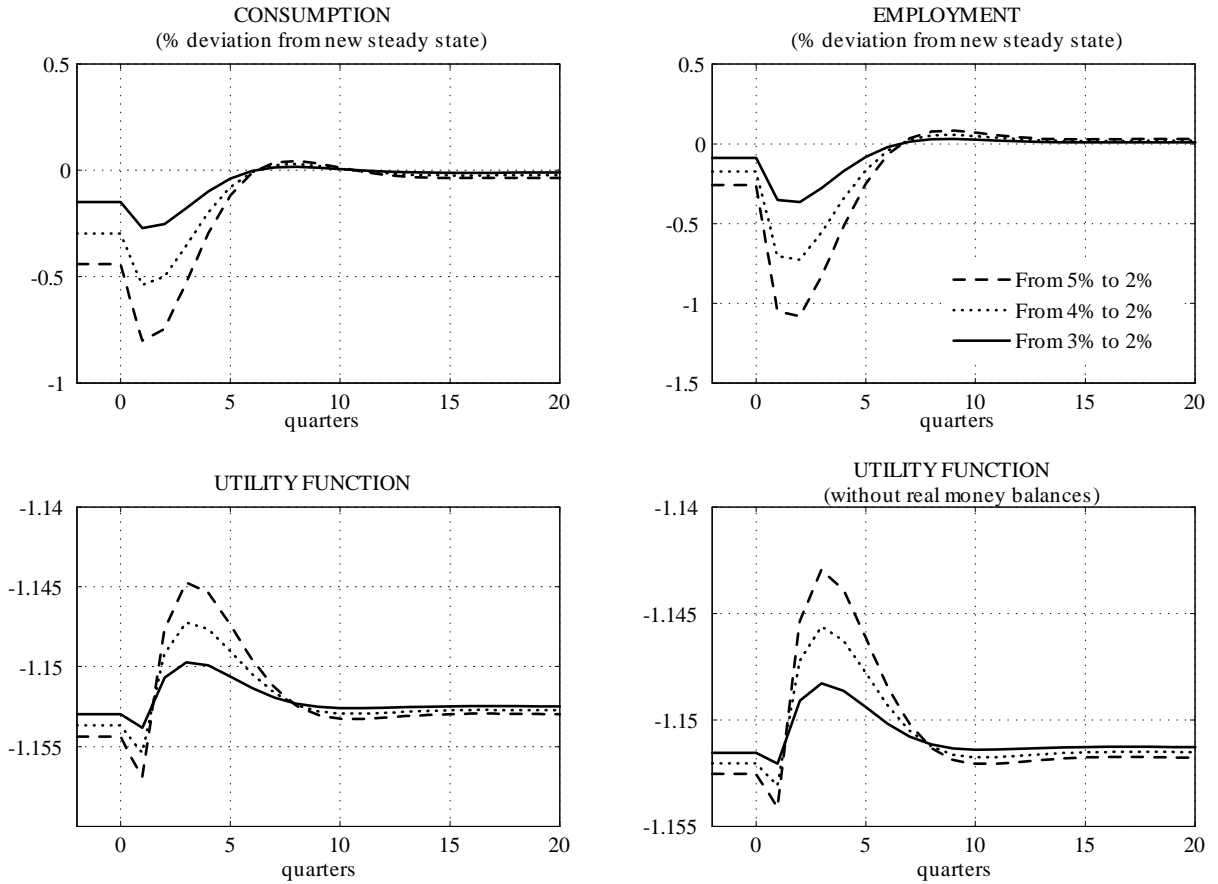 CONSUMPTION
(% deviation from new steady state)
0.5
0
-0.5
-1
0 5 10 15 20
quarters
EMPLOYMENT
(% deviation from new steady state)
0.5
0
-0.5
-1
-1.5
From 5% to 2%
From 4% to 2%
From 3% to 2%
0 5 10 15 20
quarters
UTILITY FUNCTION
-1.14
-1.145
-1.15
-1.155
0 5 10 15 20
quarters
UTILITY FUNCTION
(without real money balances)
-1.14
-1.145
-1.15
-1.155
0 5 10 15 20
quarters